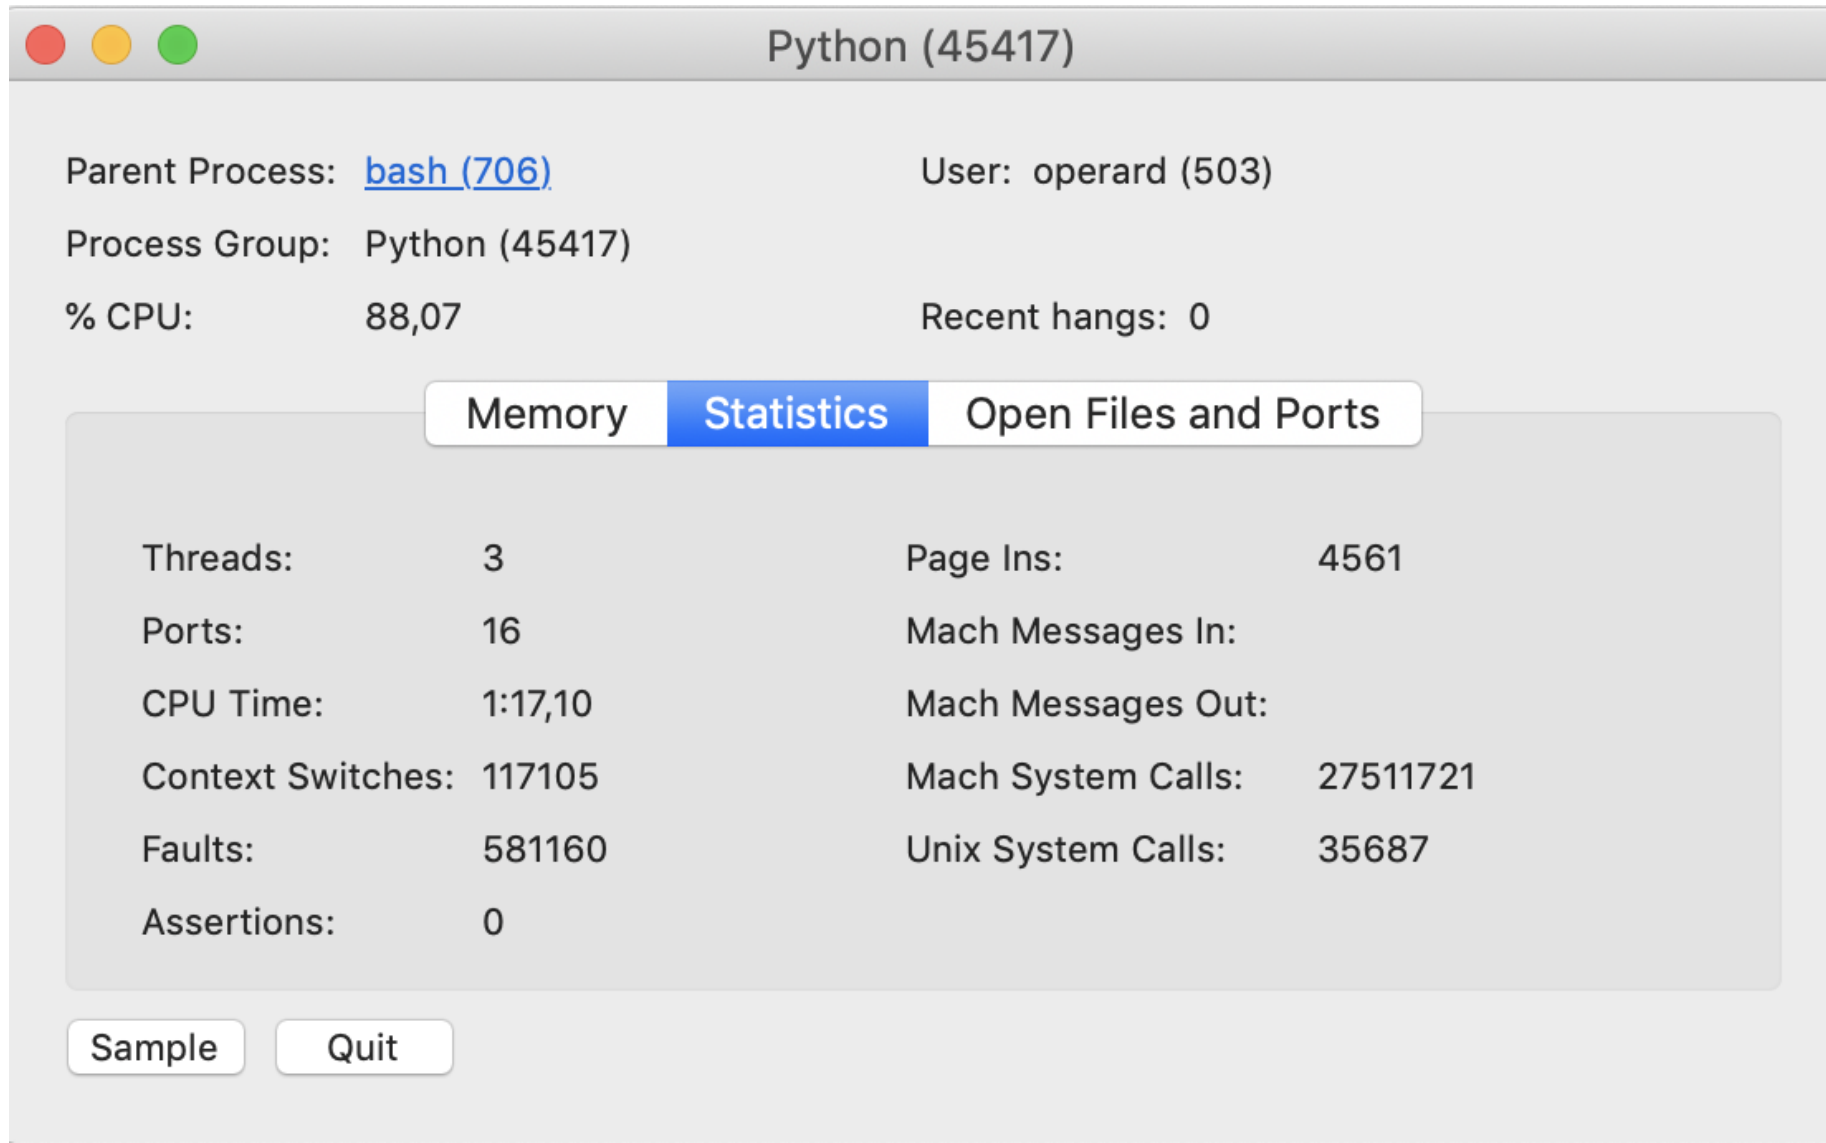 Python (45417)
Parent Process: bash (706) User: operard (503)
Process Group: Python (45417)
% CPU: 88,07 Recent hangs: 0
Memory Statistics Open Files and Ports
Threads: 3 Page Ins: 4561
Ports: 16 Mach Messages In:
CPU Time: 1:17,10 Mach Messages Out:
Context Switches: 117105 Mach System Calls: 27511721
Faults: 581160 Unix System Calls: 35687
Assertions: 0
Sample Quit